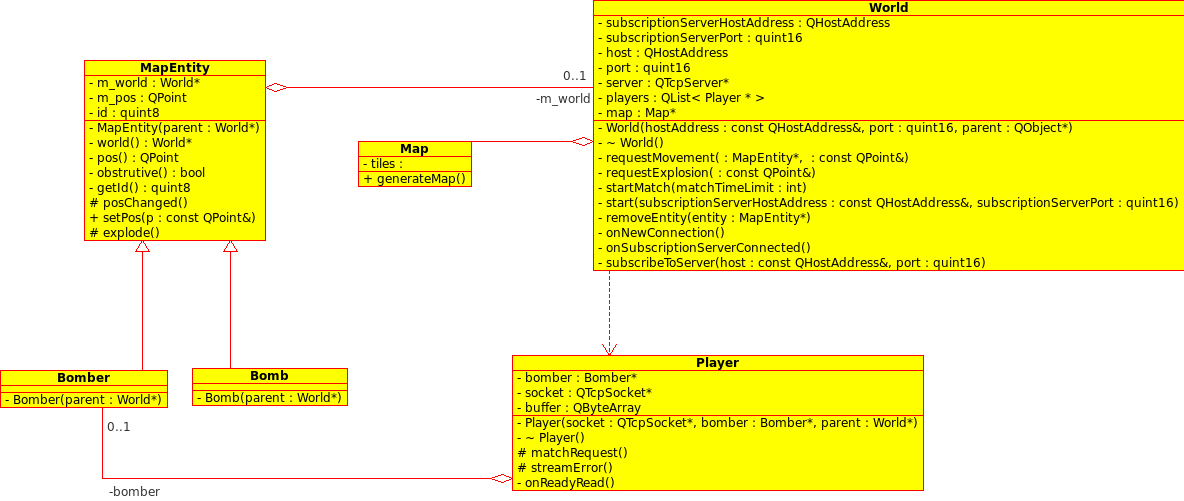 World
- subscriptionServerHostAddress : QHostAddress
- subscriptionServerPort : quint16
- host : QHostAddress
- port : quint16
- server : QTcpServer*
- players : QList< Player * >
- map : Map*
- World(hostAddress : const QHostAddress&, port : quint16, parent : QObject*)
- ~ World()
- requestMovement( : MapEntity*,  : const QPoint&)
- requestExplosion( : const QPoint&)
- startMatch(matchTimeLimit : int)
- start(subscriptionServerHostAddress : const QHostAddress&, subscriptionServerPort : quint16)
- removeEntity(entity : MapEntity*)
- onNewConnection()
- onSubscriptionServerConnected()
- subscribeToServer(host : const QHostAddress&, port : quint16)
MapEntity
- m_world : World*
- m_pos : QPoint
- id : quint8
- MapEntity(parent : World*)
- world() : World*
- pos() : QPoint
- obstrutive() : bool
- getId() : quint8
# posChanged()
+ setPos(p : const QPoint&)
# explode()
0..1
-m_world
Map
- tiles :
+ generateMap()
Bomber
- Bomber(parent : World*)
Bomb
- Bomb(parent : World*)
0..1
-bomber
Player
- bomber : Bomber*
- socket : QTcpSocket*
- buffer : QByteArray
- Player(socket : QTcpSocket*, bomber : Bomber*, parent : World*)
- ~ Player()
# matchRequest()
# streamError()
- onReadyRead()